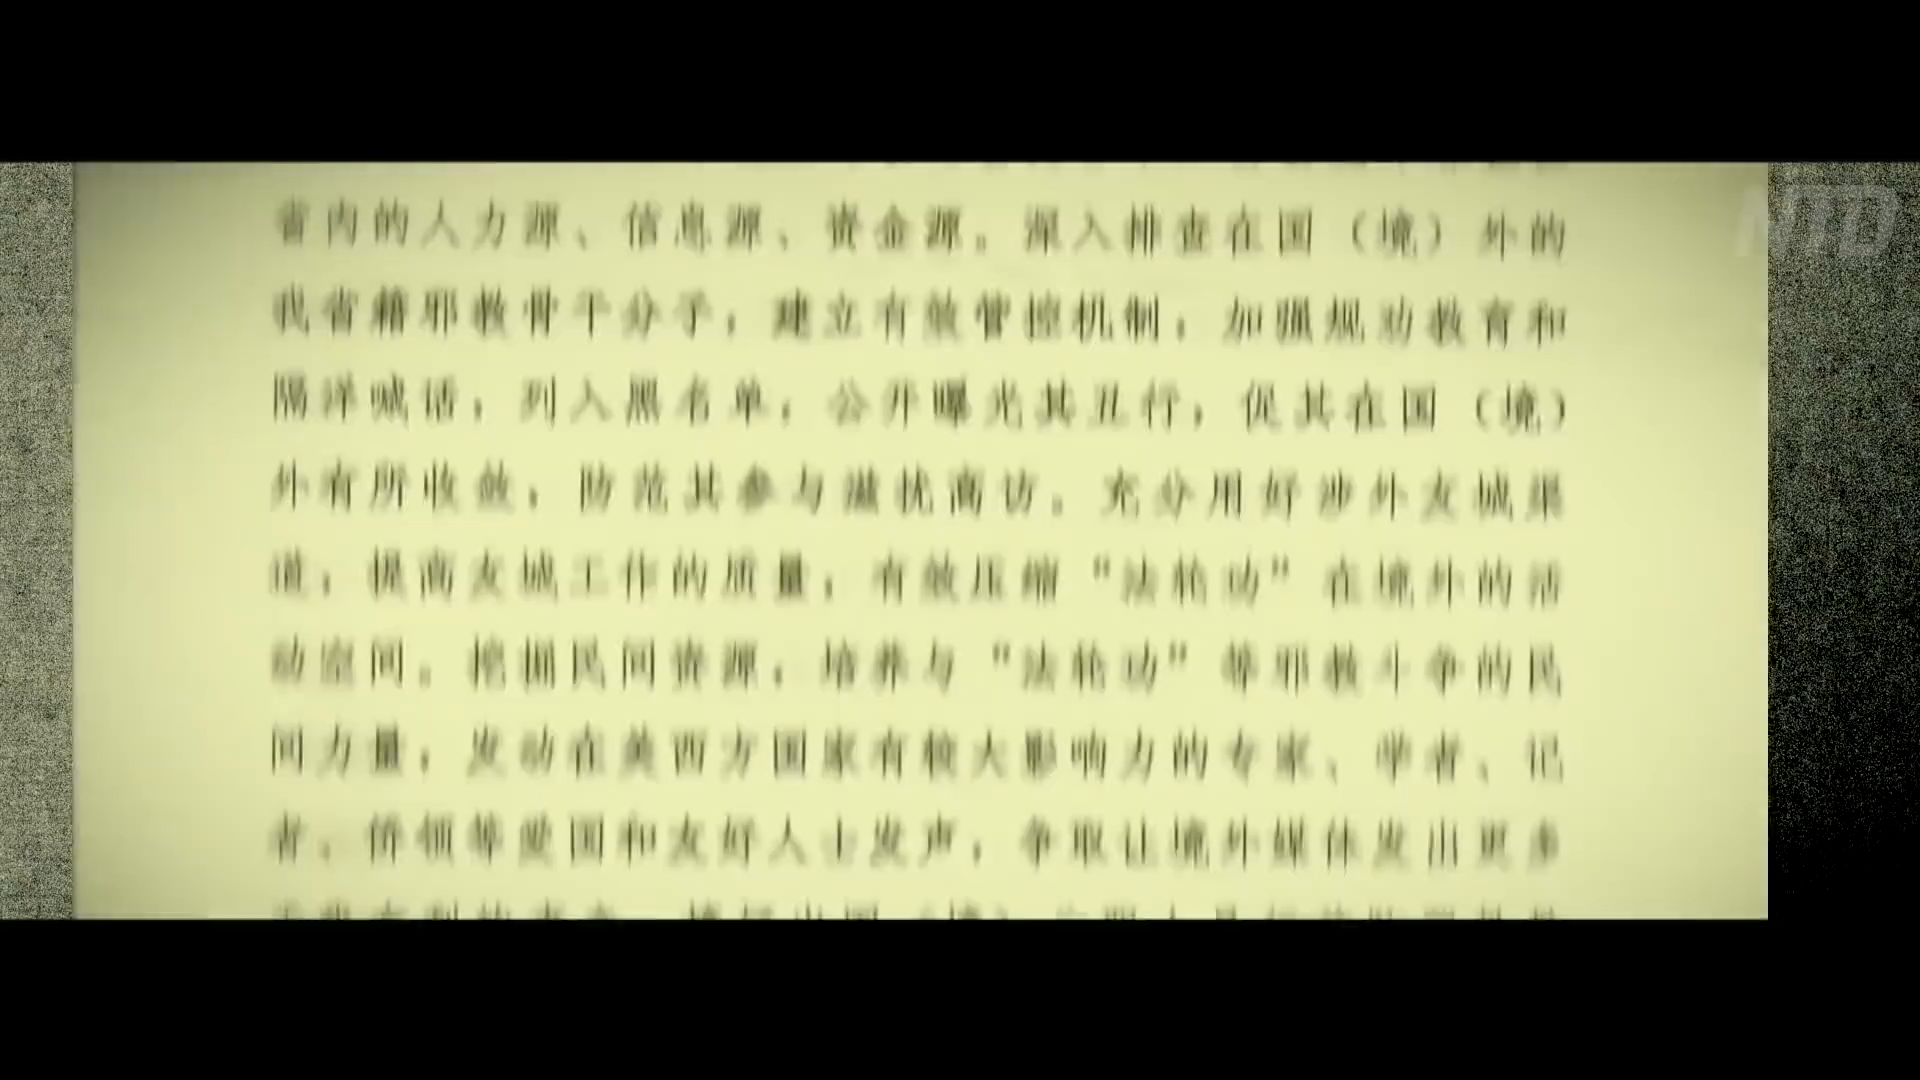 NTD
省内的人力源、信息源、资金源。深入排查在国（境）外的
我省籍邪教骨干分子，建立有效管控机制，加强规劝教育和
隔洋喊话，列入黑名单，公开曝光其丑行，促其在国（境）
外有所收敛，防范其参与滋扰高访。充分用好涉外友城渠
道，提高友城工作的质量，有效压缩“法轮功”在境外的活
动空间。挖掘民间资源，培养与“法轮功”等邪教斗争的民
间力量，发动在美西方国家有较大影响力的专家、学者、记
者、侨领等爱国和友好人士发声，争取让境外媒体发出更多